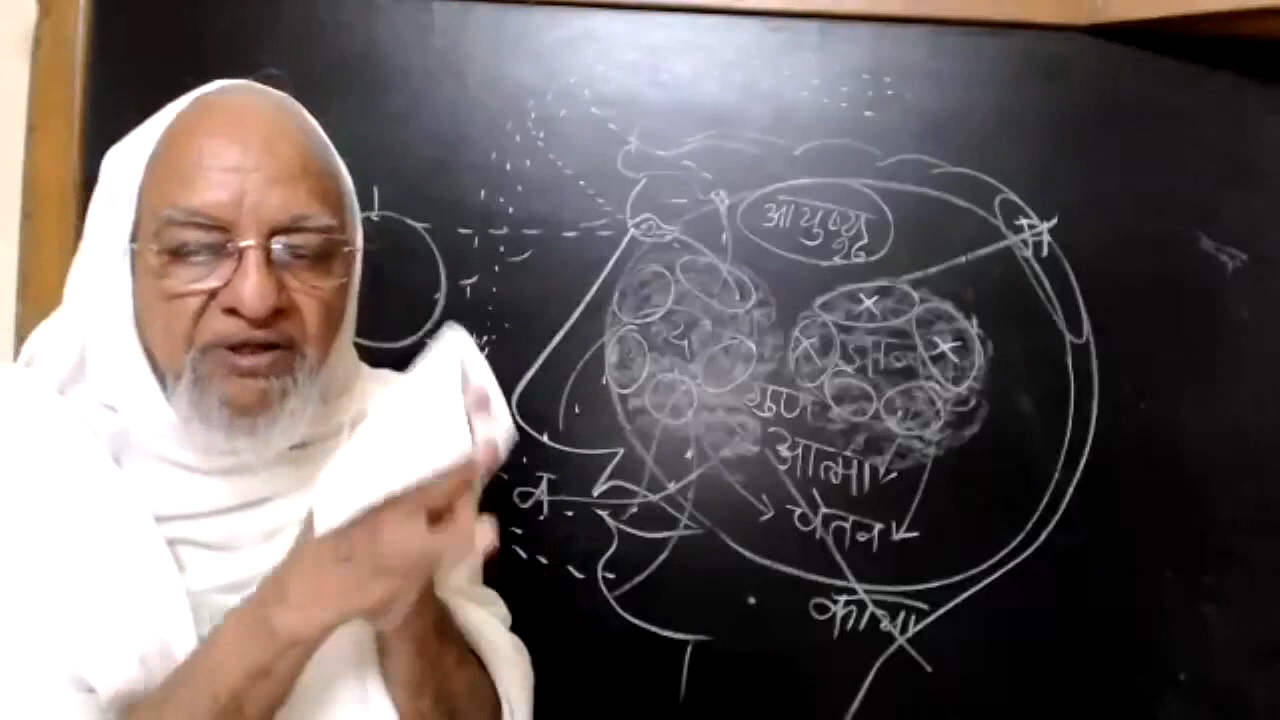 आयुष्य
ज्ञान
गुण
आत्मा
व
चेतन
काया